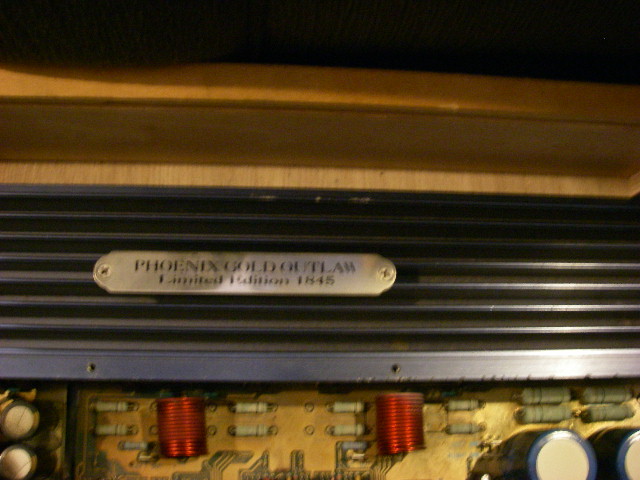 PHOENIX GOLD OUTLAW
Limited Edition 1845